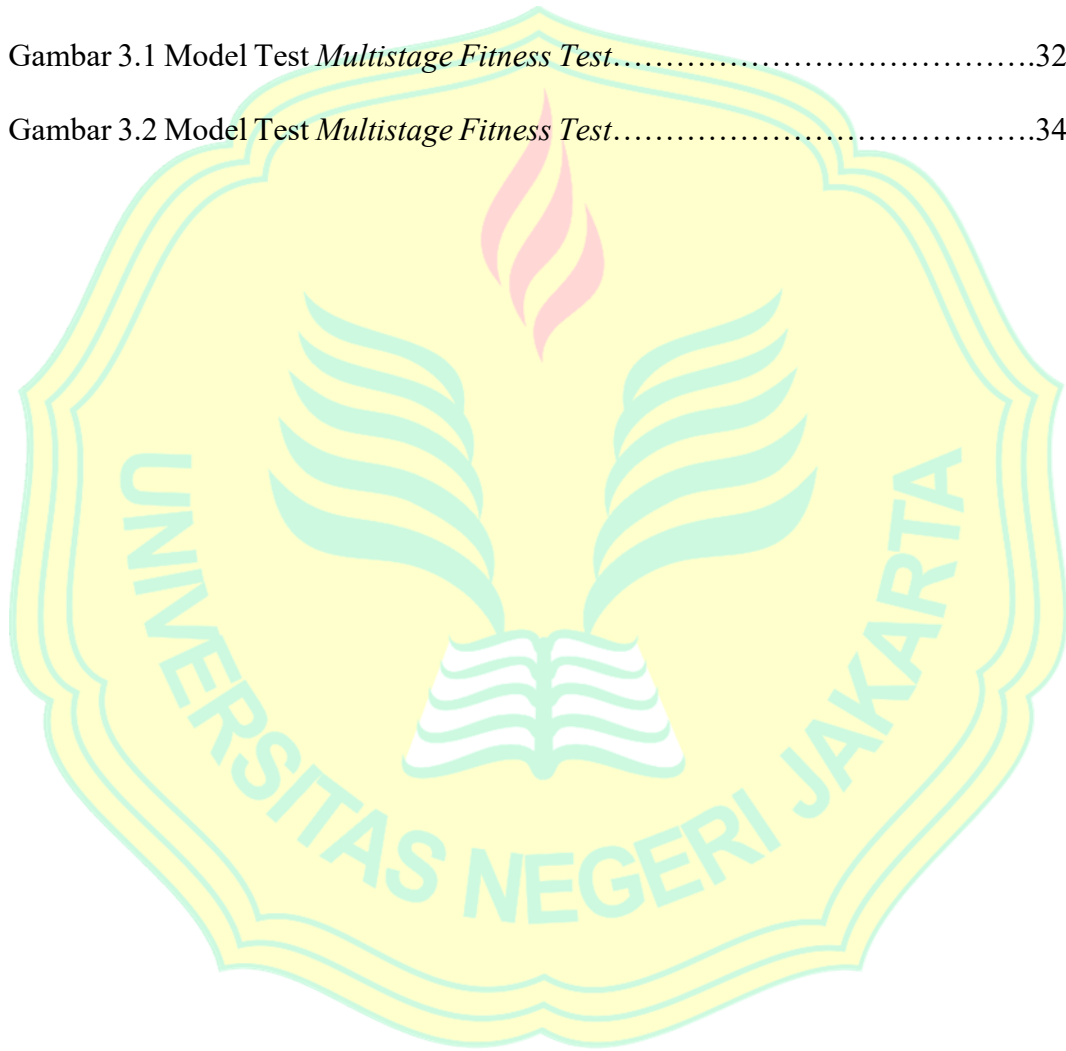 Gambar 3.1 Model Test Multistage Fitness Test……………………………………32
Gambar 3.2 Model Test Multistage Fitness Test……………………………………34
UNIVERSITAS NEGERI JAKARTA